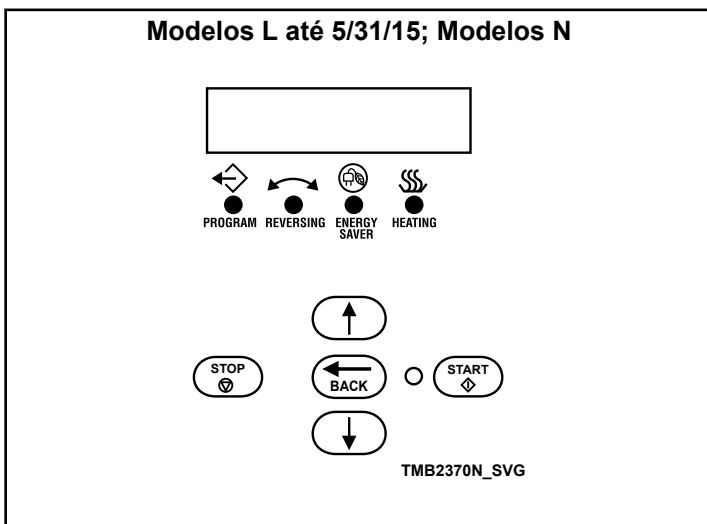 Modelos L até 5/31/15; Modelos N
PROGRAM REVERSING ENERGY SAVER HEATING
STOP
BACK
START
TMB2370N_SVG